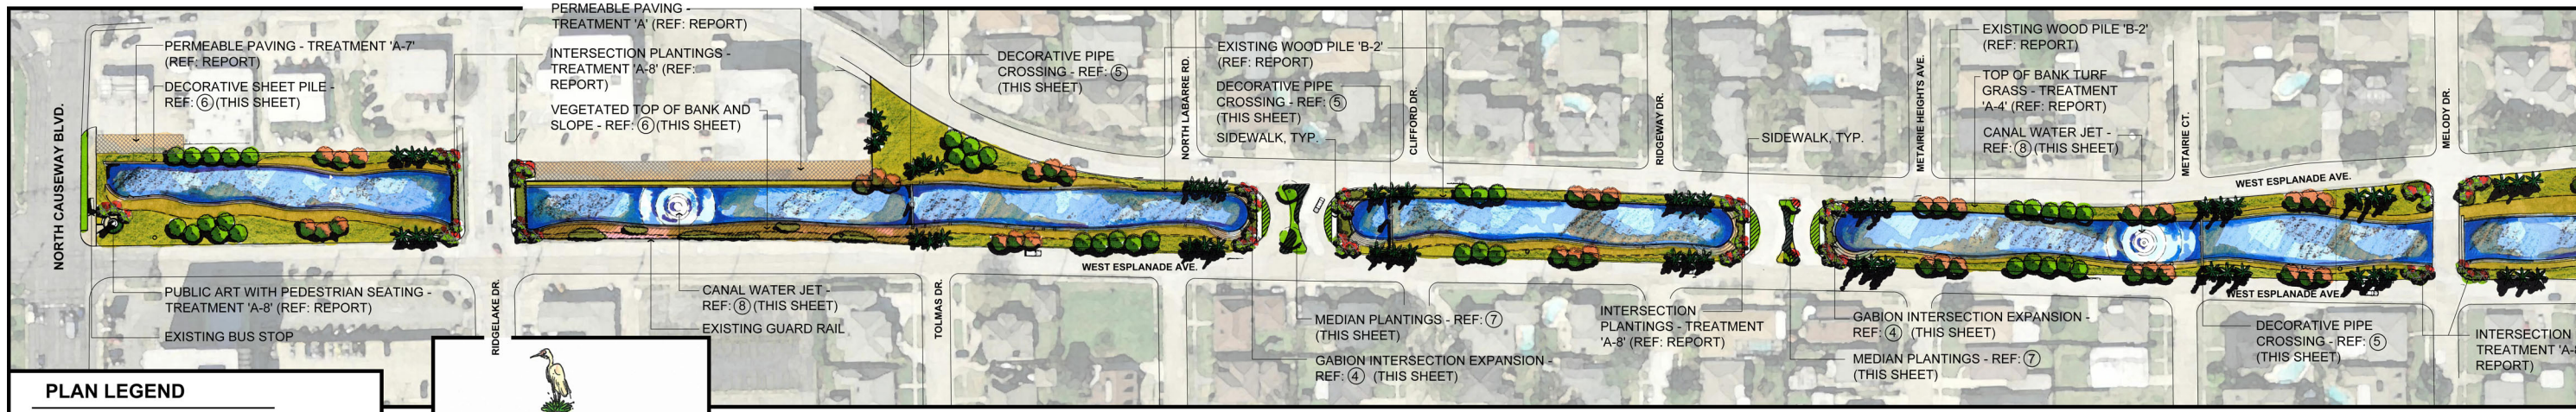 PERMEABLE PAVING -
TREATMENT 'A' (REF: REPORT)
PERMEABLE PAVING - TREATMENT 'A-7'
(REF: REPORT)
DECORATIVE SHEET PILE -
REF: 6 (THIS SHEET)
INTERSECTION PLANTINGS -
TREATMENT 'A-8' (REF:
REPORT)
VEGETATED TOP OF BANK AND
SLOPE - REF: 6 (THIS SHEET)
DECORATIVE PIPE
CROSSING - REF: 5
(THIS SHEET)
EXISTING WOOD PILE 'B-2'
(REF: REPORT)
DECORATIVE PIPE
CROSSING - REF: 5
(THIS SHEET)
SIDEWALK, TYP.
SIDEWALK, TYP.
EXISTING WOOD PILE 'B-2'
(REF: REPORT)
TOP OF BANK TURF
GRASS - TREATMENT
'A-4' (REF: REPORT)
CANAL WATER JET -
REF: 8 (THIS SHEET)
NORTH CAUSEWAY BLVD.
RIDGELAKE DR.
TOLMAS DR.
NORTH LABARRE RD.
CLIFFORD DR.
RIDGEWAY DR.
METAIRIE HEIGHTS AVE.
METAIRIE CT.
MELODY DR.
WEST ESPLANADE AVE.
WEST ESPLANADE AVE.
WEST ESPLANADE AVE.
PUBLIC ART WITH PEDESTRIAN SEATING -
TREATMENT 'A-8' (REF: REPORT)
EXISTING BUS STOP
CANAL WATER JET -
REF: 8 (THIS SHEET)
EXISTING GUARD RAIL
MEDIAN PLANTINGS - REF: 7
(THIS SHEET)
GABION INTERSECTION EXPANSION -
REF: 4 (THIS SHEET)
INTERSECTION
PLANTINGS - TREATMENT
'A-8' (REF: REPORT)
GABION INTERSECTION EXPANSION -
REF: 4 (THIS SHEET)
MEDIAN PLANTINGS - REF: 7
(THIS SHEET)
DECORATIVE PIPE
CROSSING - REF: 5
(THIS SHEET)
INTERSECTION
TREATMENT 'A-8
REPORT)
PLAN LEGEND